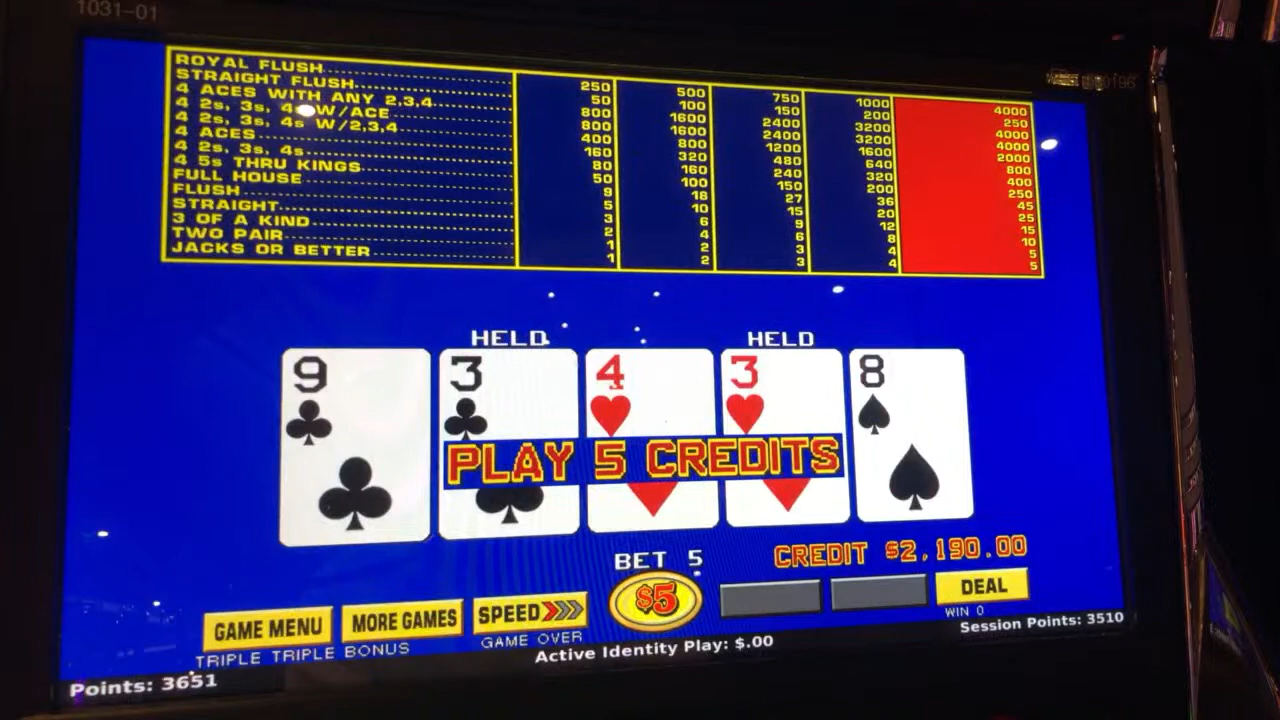 1031-01
ROYAL FLUSH 250 500 750 1000 4000
STRAIGHT FLUSH 50 100 150 200 250
4 ACES WITH ANY 2,3,4 800 1600 2400 3200 4000
4 2s, 3s, 4s W/ACE 800 1600 2400 3200 4000
4 2s, 3s, 4s W/2,3,4 400 800 1200 1600 2000
4 ACES 160 320 480 640 800
4 2s, 3s, 4s 80 160 240 320 400
4 5s THRU KINGS 50 100 150 200 250
FULL HOUSE 9 18 27 36 45
FLUSH 5 10 15 20 25
STRAIGHT 3 6 9 12 15
3 OF A KIND 2 4 6 8 10
TWO PAIR 1 2 3 4 5
JACKS OR BETTER 1 2 3 4 5
HELD HELD
9 3 4 3 8
PLAY 5 CREDITS
BET 5 CREDIT $2,190.00
GAME MENU MORE GAMES SPEED $5 DEAL
TRIPLE TRIPLE BONUS GAME OVER WIN 0
Points: 3651 Active Identity Play: $.00 Session Points: 3510